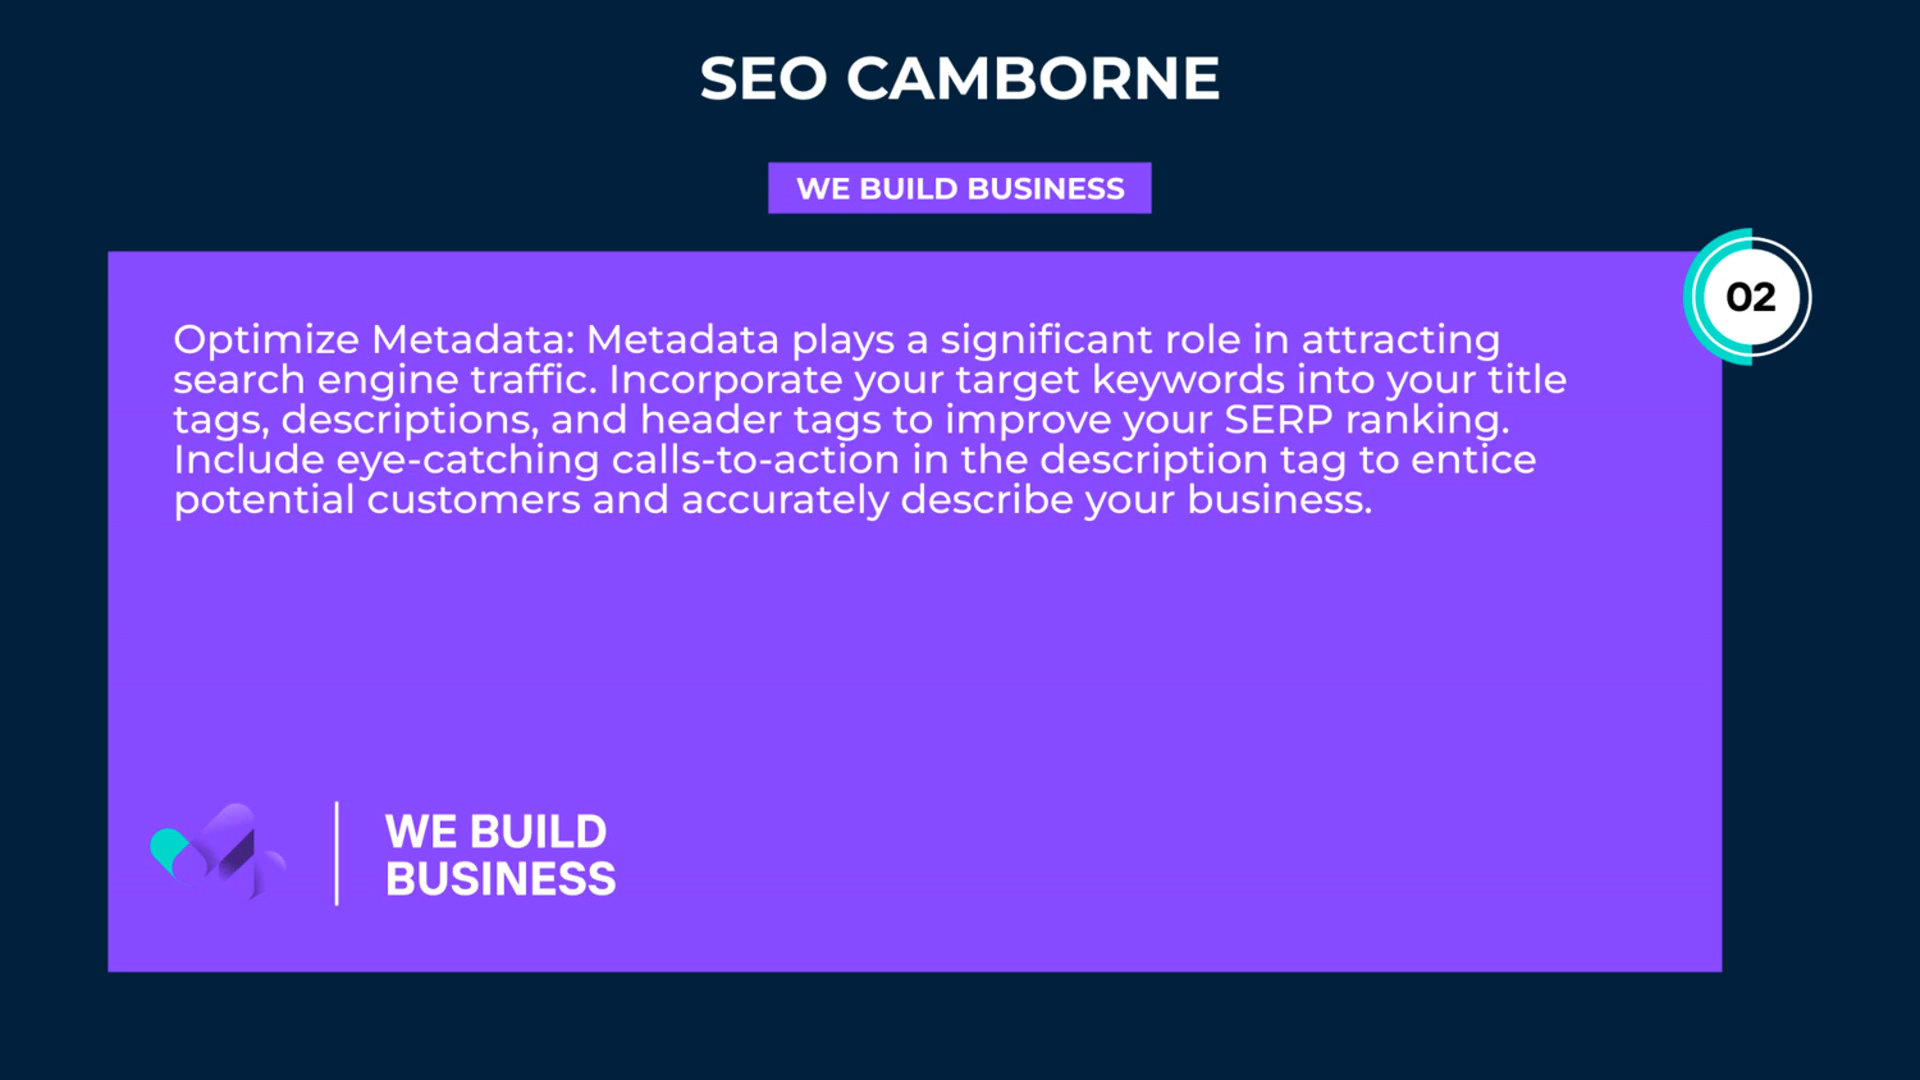 SEO CAMBORNE
WE BUILD BUSINESS
02
Optimize Metadata: Metadata plays a significant role in attracting
search engine traffic. Incorporate your target keywords into your title
tags, descriptions, and header tags to improve your SERP ranking.
Include eye-catching calls-to-action in the description tag to entice
potential customers and accurately describe your business.
WE BUILD
BUSINESS